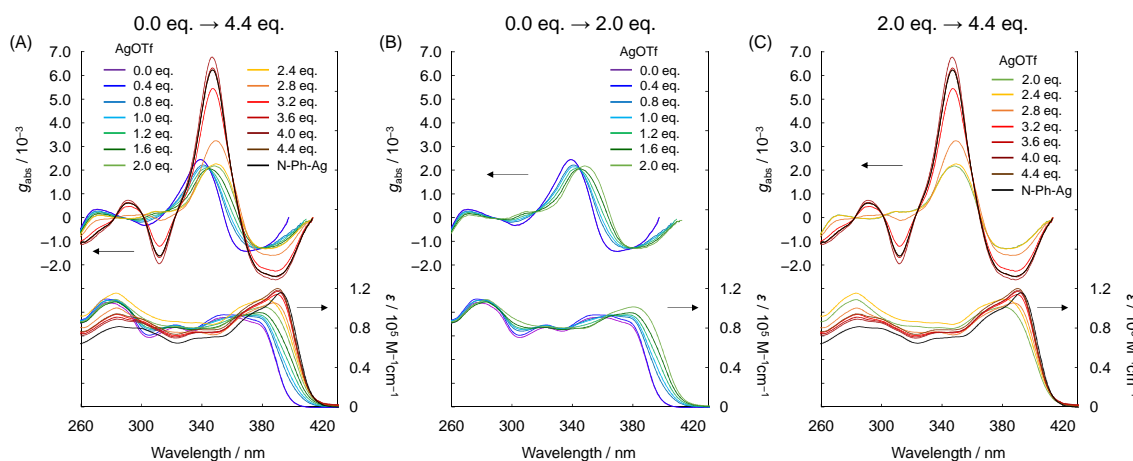 0.0 eq. → 4.4 eq.
(A)
g_abs / 10⁻³
7.0
6.0
5.0
4.0
3.0
2.0
1.0
0
−1.0
−2.0
AgOTf
0.0 eq.
0.4 eq.
0.8 eq.
1.0 eq.
1.2 eq.
1.6 eq.
2.0 eq.
2.4 eq.
2.8 eq.
3.2 eq.
3.6 eq.
4.0 eq.
4.4 eq.
N-Ph-Ag
1.2
0.8
0.4
0
ε / 10⁵ M⁻¹cm⁻¹
260 300 340 380 420
Wavelength / nm
0.0 eq. → 2.0 eq.
(B)
g_abs / 10⁻³
7.0
6.0
5.0
4.0
3.0
2.0
1.0
0
−1.0
−2.0
AgOTf
0.0 eq.
0.4 eq.
0.8 eq.
1.0 eq.
1.2 eq.
1.6 eq.
2.0 eq.
1.2
0.8
0.4
0
ε / 10⁵ M⁻¹cm⁻¹
260 300 340 380 420
Wavelength / nm
2.0 eq. → 4.4 eq.
(C)
g_abs / 10⁻³
7.0
6.0
5.0
4.0
3.0
2.0
1.0
0
−1.0
−2.0
AgOTf
2.0 eq.
2.4 eq.
2.8 eq.
3.2 eq.
3.6 eq.
4.0 eq.
4.4 eq.
N-Ph-Ag
1.2
0.8
0.4
0
260 300 340 380 420
Wavelength / nm